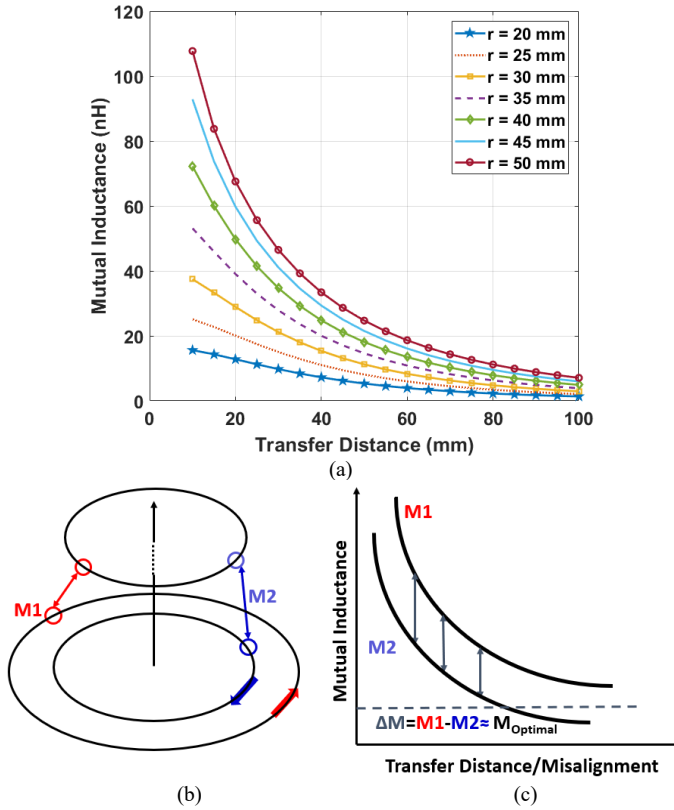 120
100
80
60
40
20
0
Mutual Inductance (nH)
r = 20 mm
r = 25 mm
r = 30 mm
r = 35 mm
r = 40 mm
r = 45 mm
r = 50 mm
0 20 40 60 80 100
Transfer Distance (mm)
(a)
M1
M2
(b)
Mutual Inductance
M1
M2
ΔM=M1-M2≈ M_Optimal
Transfer Distance/Misalignment
(c)